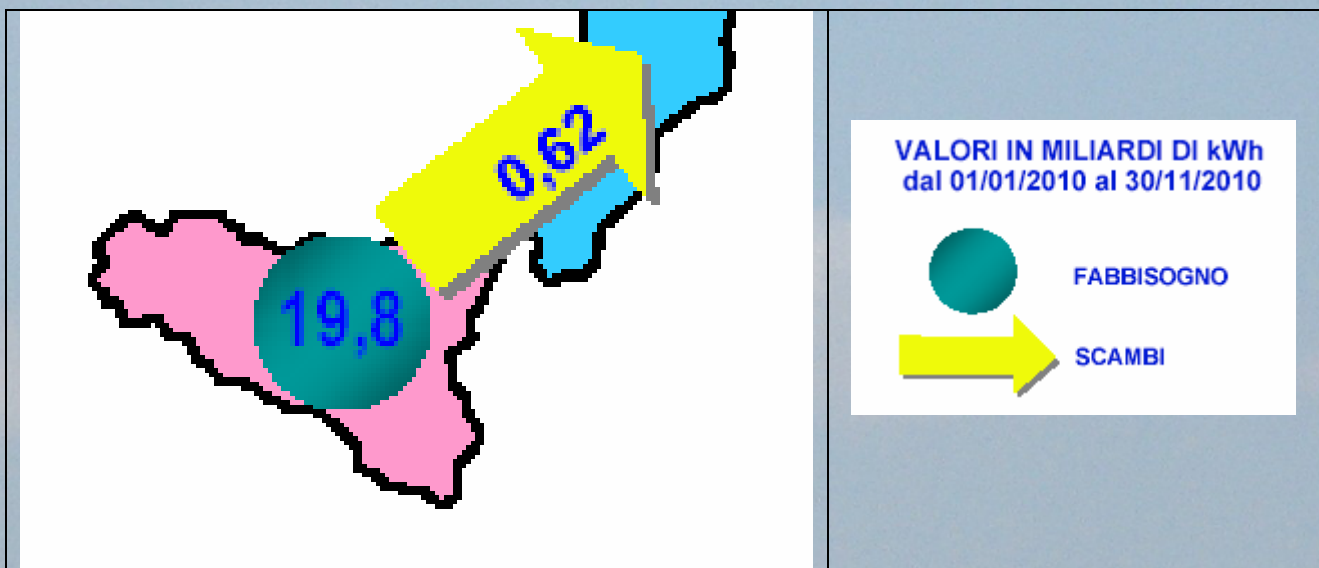 0,62
19,8
VALORI IN MILIARDI DI kWh
dal 01/01/2010 al 30/11/2010
FABBISOGNO
SCAMBI